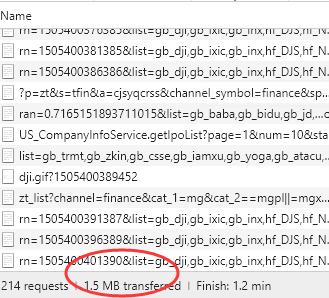 Name
rn=1505400376385&list=gb_dji,gb_ixic,gb_inx,hf_DJS,hf_N...
rn=1505400381385&list=gb_dji,gb_ixic,gb_inx,hf_DJS,hf_N...
rn=1505400386386&list=gb_dji,gb_ixic,gb_inx,hf_DJS,hf_N...
?p=zt&s=tfin&a=cjsyqcrss&channel_symbol=finance&sp...
ran=0.7165151893711015&list=gb_baba,gb_bidu,gb_jd,...
US_CompanyInfoService.getIpoList?page=1&num=10&sta
list=gb_trmt,gb_zkin,gb_csse,gb_iamxu,gb_yoga,gb_atacu,...
dji.gif?1505400389452
zt_list?channel=finance&cat_1=mg&cat_2==mgpl||=mgx...
rn=1505400391387&list=gb_dji,gb_ixic,gb_inx,hf_DJS,hf_N...
rn=1505400396389&list=gb_dji,gb_ixic,gb_inx,hf_DJS,hf_N...
rn=1505400401390&list=gb_dji,gb_ixic,gb_inx,hf_DJS,hf_N...
214 requests | 1.5 MB transferred | Finish: 1.2 min